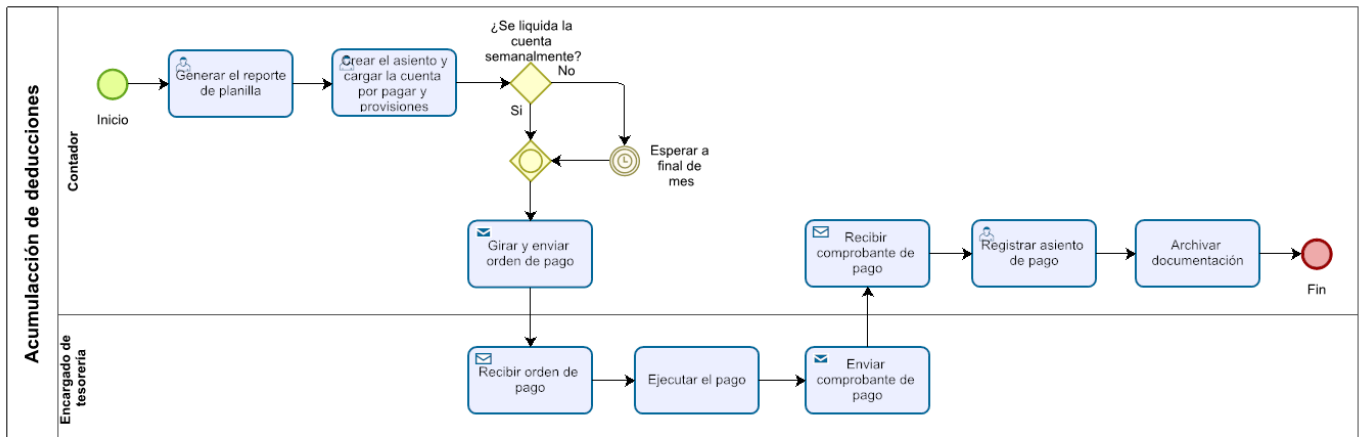 Acumulacción de deducciones
Contador
Inicio
Generar el reporte
de planilla
Crear el asiento y
cargar la cuenta
por pagar y
provisiones
¿Se liquida la
cuenta
semanalmente?
No
Si
Esperar a
final de
mes
Girar y enviar
orden de pago
Recibir
comprobante de
pago
Registrar asiento
de pago
Archivar
documentación
Fin
Encargado de
tesorería
Recibir orden de
pago
Ejecutar el pago
Enviar
comprobante de
pago